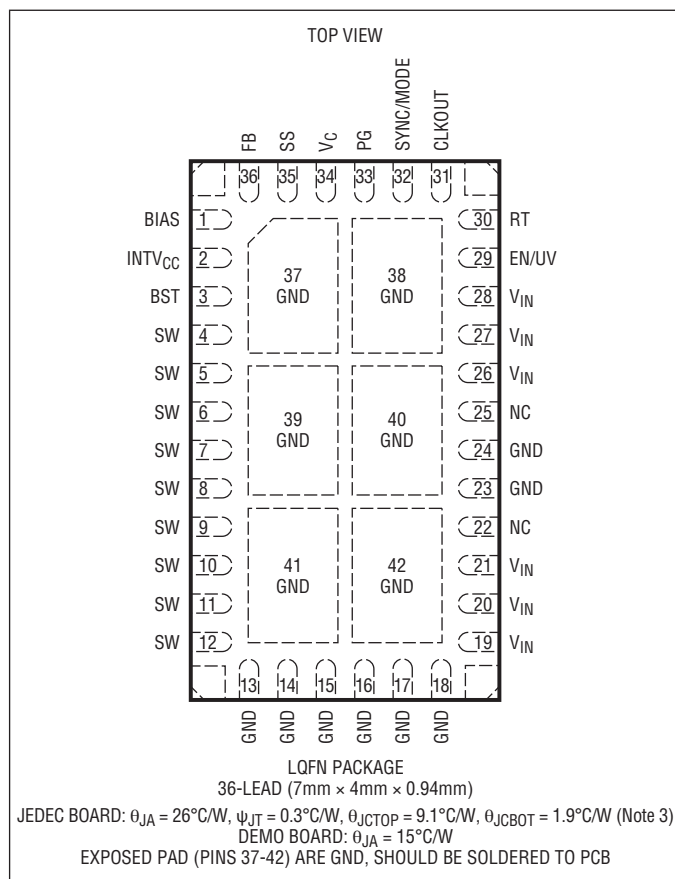 TOP VIEW
FB SS VC PG SYNC/MODE CLKOUT
36 35 34 33 32 31
BIAS 1 30 RT
INTVCC 2 29 EN/UV
BST 3 28 VIN
SW 4 27 VIN
SW 5 26 VIN
SW 6 25 NC
SW 7 24 GND
SW 8 23 GND
SW 9 22 NC
SW 10 21 VIN
SW 11 20 VIN
SW 12 19 VIN
37 GND
38 GND
39 GND
40 GND
41 GND
42 GND
13 14 15 16 17 18
GND GND GND GND GND GND
LQFN PACKAGE
36-LEAD (7mm × 4mm × 0.94mm)
JEDEC BOARD: θJA = 26°C/W, ψJT = 0.3°C/W, θJCTOP = 9.1°C/W, θJCBOT = 1.9°C/W (Note 3)
DEMO BOARD: θJA = 15°C/W
EXPOSED PAD (PINS 37-42) ARE GND, SHOULD BE SOLDERED TO PCB